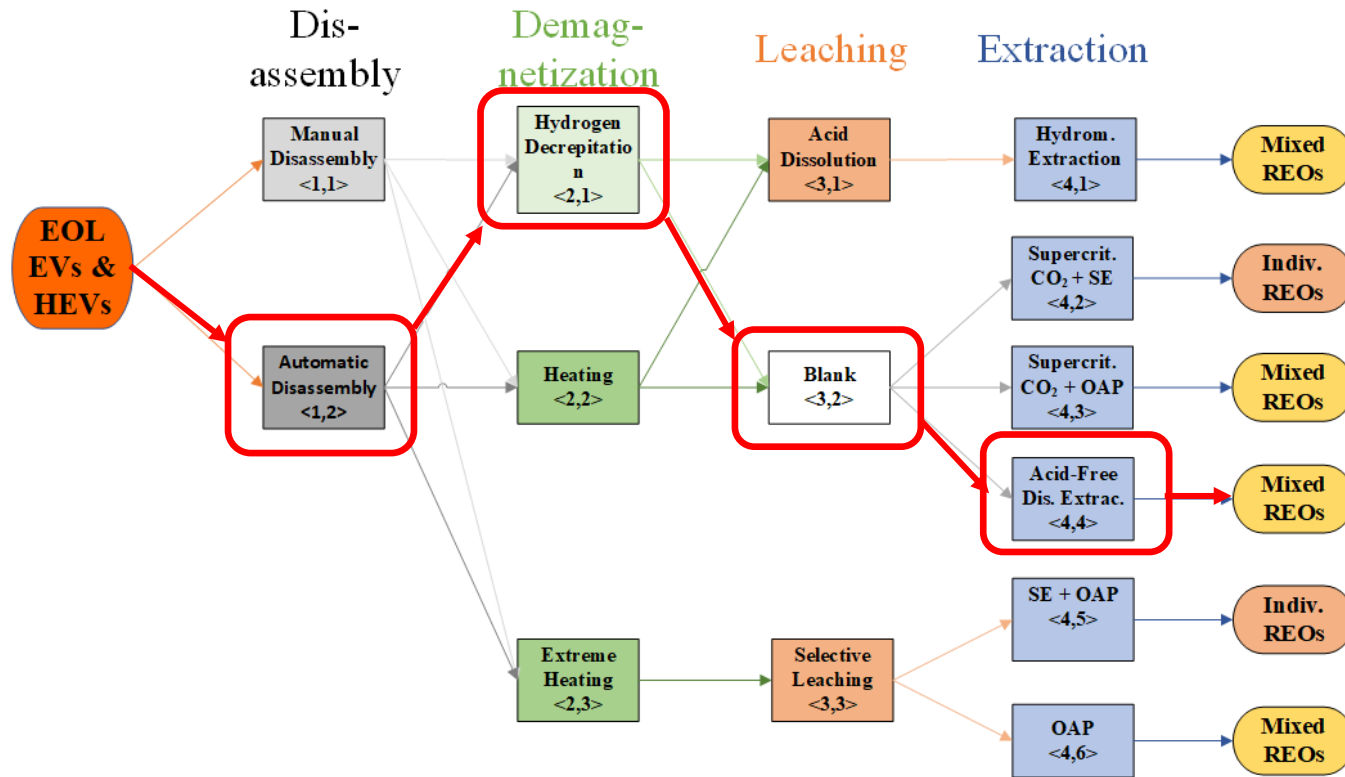 Dis-
assembly
Demag-
netization
Leaching
Extraction
EOL
EVs &
HEVs
Manual
Disassembly
<1,1>
Automatic
Disassembly
<1,2>
Hydrogen
Decrepitatio
n
<2,1>
Heating
<2,2>
Extreme
Heating
<2,3>
Acid
Dissolution
<3,1>
Blank
<3,2>
Selective
Leaching
<3,3>
Hydrom.
Extraction
<4,1>
Supercrit.
CO₂ + SE
<4,2>
Supercrit.
CO₂ + OAP
<4,3>
Acid-Free
Dis. Extrac.
<4,4>
SE + OAP
<4,5>
OAP
<4,6>
Mixed
REOs
Indiv.
REOs
Mixed
REOs
Mixed
REOs
Indiv.
REOs
Mixed
REOs